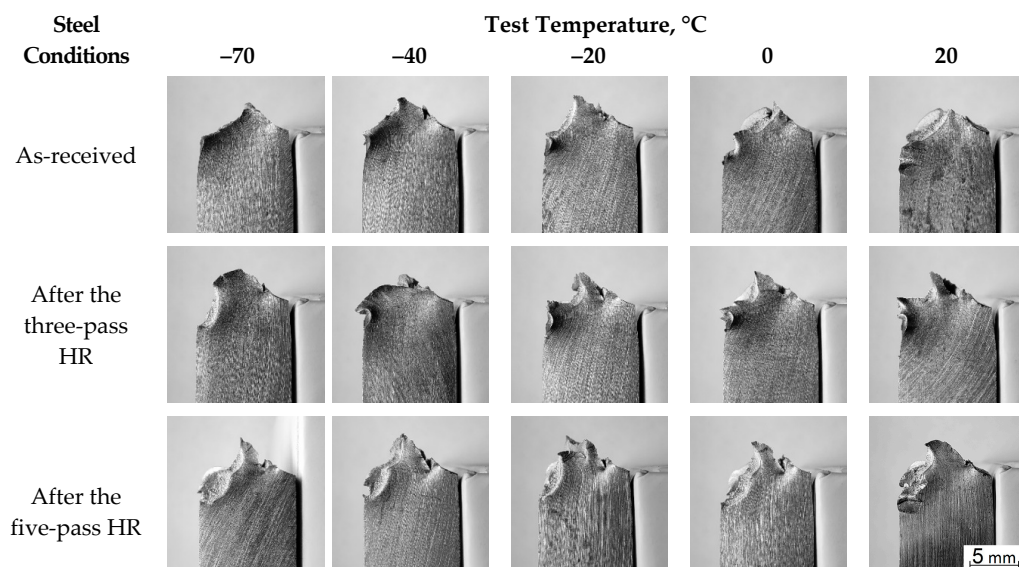 Steel
Conditions
Test Temperature, °C
–70
–40
–20
0
20
As-received
After the
three-pass
HR
After the
five-pass HR
5 mm